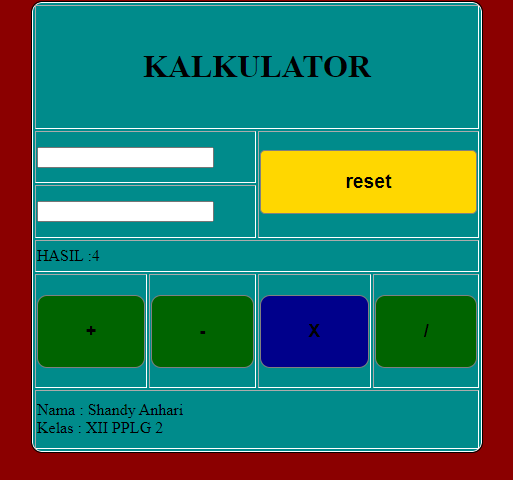 KALKULATOR
reset
HASIL :4
+
-
X
/
Nama : Shandy Anhari
Kelas : XII PPLG 2